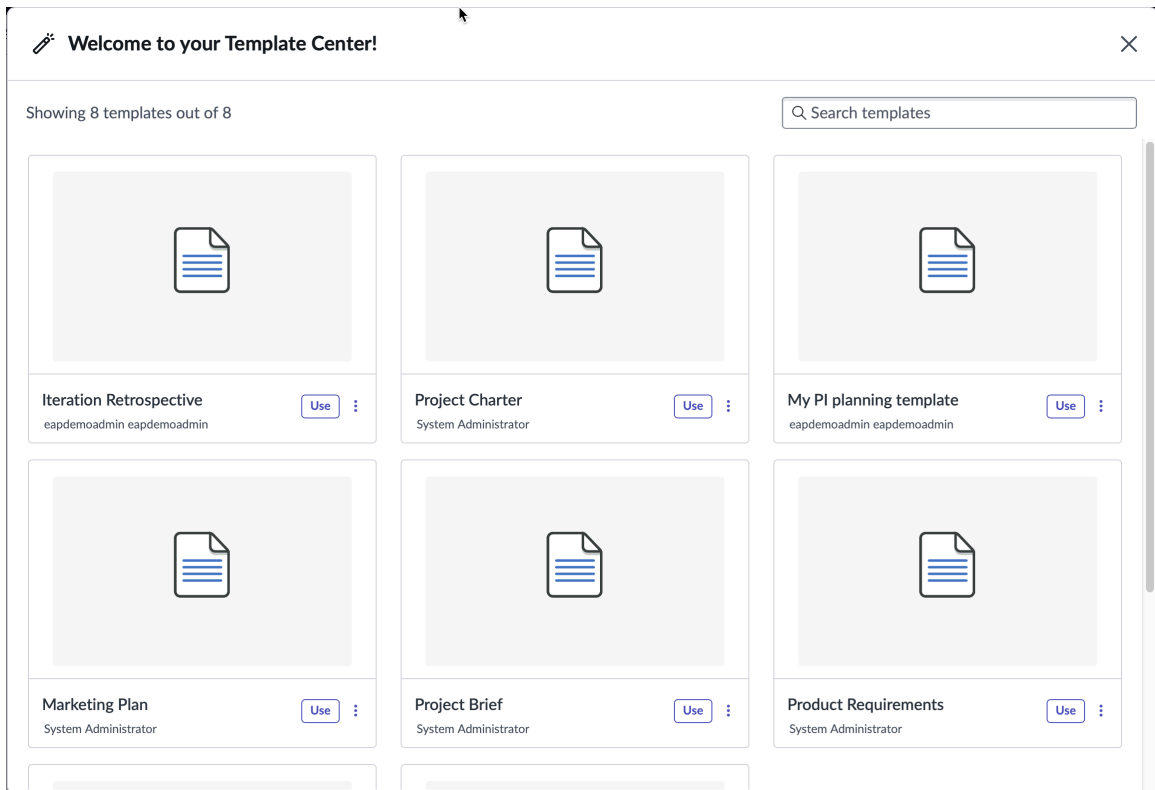 Welcome to your Template Center!
Showing 8 templates out of 8
Search templates
Iteration Retrospective
Use
eapdemoadmin eapdemoadmin
Project Charter
Use
System Administrator
My PI planning template
Use
eapdemoadmin eapdemoadmin
Marketing Plan
Use
System Administrator
Project Brief
Use
System Administrator
Product Requirements
Use
System Administrator